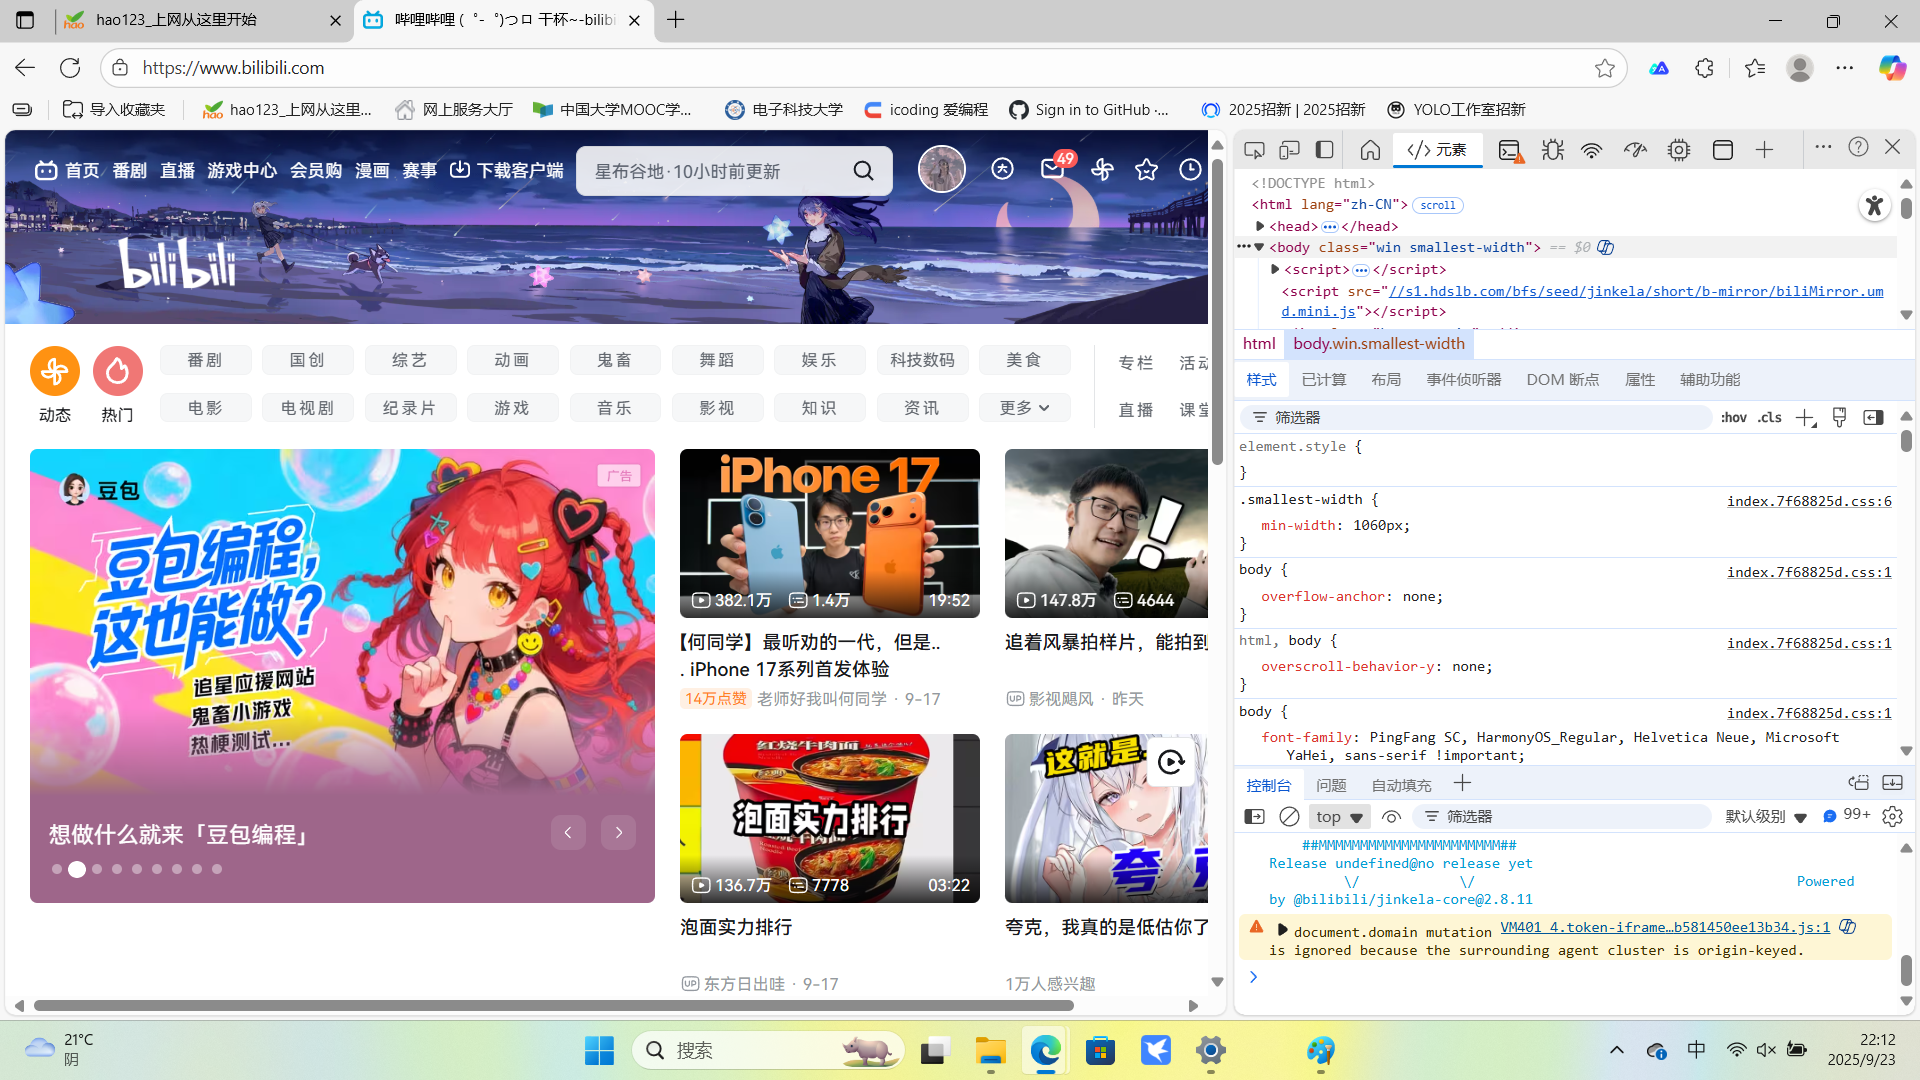 hao123_上网从这里开始
哔哩哔哩 (゜-゜)つロ 干杯~-bilibi
https://www.bilibili.com
导入收藏夹
hao123_上网从这里...
网上服务大厅
中国大学MOOC学...
电子科技大学
icoding 爱编程
Sign in to GitHub ·...
2025招新 | 2025招新
YOLO工作室招新
首页 番剧 直播 游戏中心 会员购 漫画 赛事 下载客户端
星布谷地·10小时前更新
49
bilibili
动态
热门
番剧 国创 综艺 动画 鬼畜 舞蹈 娱乐 科技数码 美食
电影 电视剧 纪录片 游戏 音乐 影视 知识 资讯 更多
专栏 活动
直播 课堂
豆包
广告
豆包编程,
这也能做?
追星应援网站
鬼畜小游戏
热梗测试...
想做什么就来「豆包编程」
iPhone 17
382.1万 1.4万 19:52
【何同学】最听劝的一代，但是..
. iPhone 17系列首发体验
14万点赞 老师好我叫何同学 · 9-17
147.8万 4644
追着风暴拍样片，能拍到
影视飓风 · 昨天
红烧牛肉面
泡面实力排行
136.7万 7778 03:22
泡面实力排行
东方日出哇 · 9-17
这就是
夸克
夸克，我真的是低估你了
1万人感兴趣
元素
<!DOCTYPE html>
<html lang="zh-CN"> scroll
<head> ··· </head>
<body class="win smallest-width"> == $0
<script> ··· </script>
<script src="//s1.hdslb.com/bfs/seed/jinkela/short/b-mirror/biliMirror.um
d.mini.js"></script>
html body.win.smallest-width
样式 已计算 布局 事件侦听器 DOM 断点 属性 辅助功能
筛选器 :hov .cls
element.style {
}
.smallest-width { index.7f68825d.css:6
min-width: 1060px;
}
body { index.7f68825d.css:1
overflow-anchor: none;
}
html, body { index.7f68825d.css:1
overscroll-behavior-y: none;
}
body { index.7f68825d.css:1
font-family: PingFang SC, HarmonyOS_Regular, Helvetica Neue, Microsoft
YaHei, sans-serif !important;
控制台 问题 自动填充
top 筛选器 默认级别 99+
##MMMMMMMMMMMMMMMMMMMMMM##
Release undefined@no release yet
\/ \/ Powered
by @bilibili/jinkela-core@2.8.11
document.domain mutation VM401 4.token-iframe…b581450ee13b34.js:1
is ignored because the surrounding agent cluster is origin-keyed.
21°C
阴
搜索
中
22:12
2025/9/23